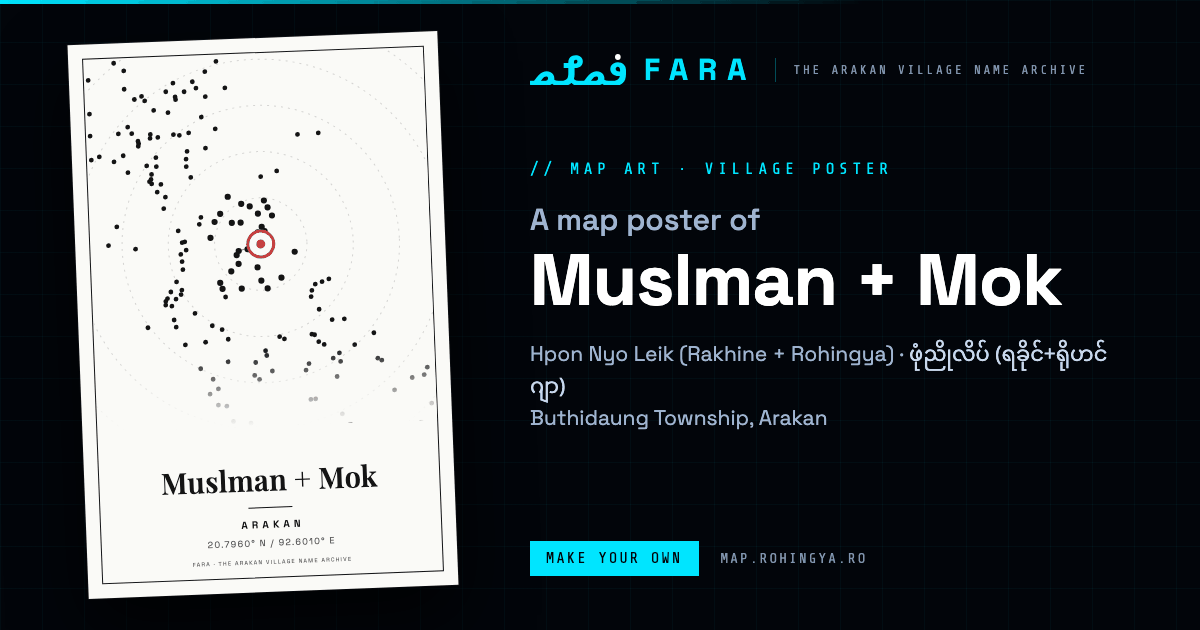 Muslman + Mok
ARAKAN
20.7960° N / 92.6010° E
FARA · THE ARAKAN VILLAGE NAME ARCHIVE
FARA
THE ARAKAN VILLAGE NAME ARCHIVE
// MAP ART · VILLAGE POSTER
A map poster of
Muslman + Mok
Hpon Nyo Leik (Rakhine + Rohingya) · ဖုံညိုလိပ် (ရခိုင်+ရိုဟင်
ဂျာ)
Buthidaung Township, Arakan
MAKE YOUR OWN
MAP.ROHINGYA.RO